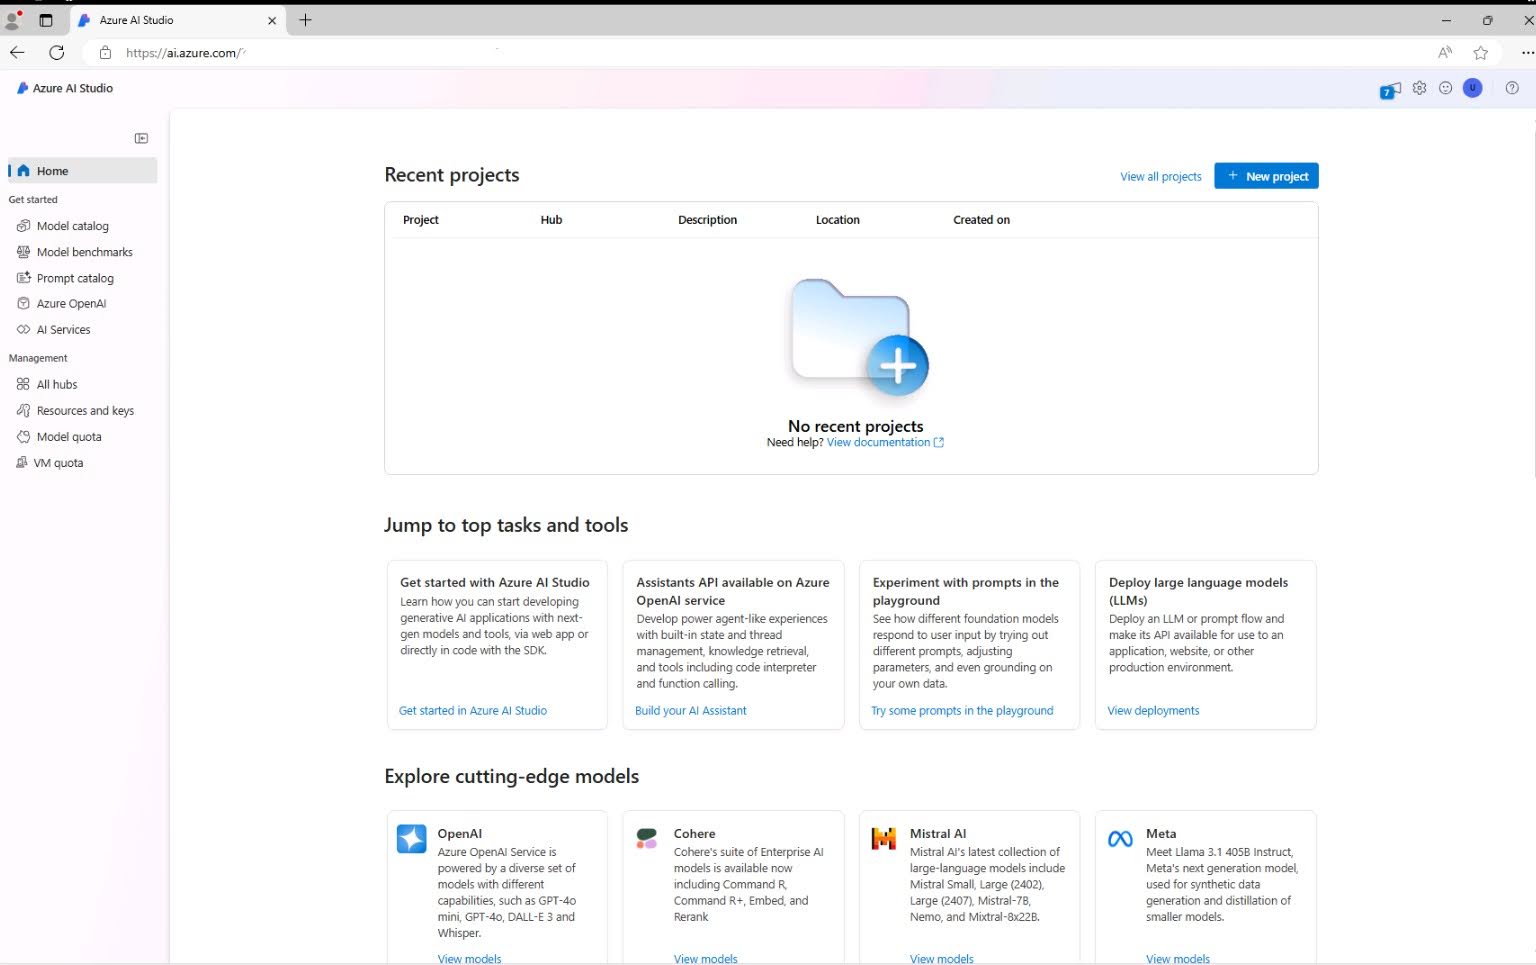 Azure AI Studio
https://ai.azure.com/
Azure AI Studio
7
U
Home
Get started
Model catalog
Model benchmarks
Prompt catalog
Azure OpenAI
AI Services
Management
All hubs
Resources and keys
Model quota
VM quota
Recent projects
View all projects
+ New project
Project Hub Description Location Created on
No recent projects
Need help? View documentation
Jump to top tasks and tools
Get started with Azure AI Studio
Learn how you can start developing
generative AI applications with next-
gen models and tools, via web app or
directly in code with the SDK.
Get started in Azure AI Studio
Assistants API available on Azure
OpenAI service
Develop power agent-like experiences
with built-in state and thread
management, knowledge retrieval,
and tools including code interpreter
and function calling.
Build your AI Assistant
Experiment with prompts in the
playground
See how different foundation models
respond to user input by trying out
different prompts, adjusting
parameters, and even grounding on
your own data.
Try some prompts in the playground
Deploy large language models
(LLMs)
Deploy an LLM or prompt flow and
make its API available for use to an
application, website, or other
production environment.
View deployments
Explore cutting-edge models
OpenAI
Azure OpenAI Service is
powered by a diverse set of
models with different
capabilities, such as GPT-4o
mini, GPT-4o, DALL-E 3 and
Whisper.
View models
Cohere
Cohere's suite of Enterprise AI
models is available now
including Command R,
Command R+, Embed, and
Rerank
View models
Mistral AI
Mistral AI's latest collection of
large-language models include
Mistral Small, Large (2402),
Large (2407), Mistral-7B,
Nemo, and Mixtral-8x22B.
View models
Meta
Meet Llama 3.1 405B Instruct,
Meta's next generation model,
used for synthetic data
generation and distillation of
smaller models.
View models